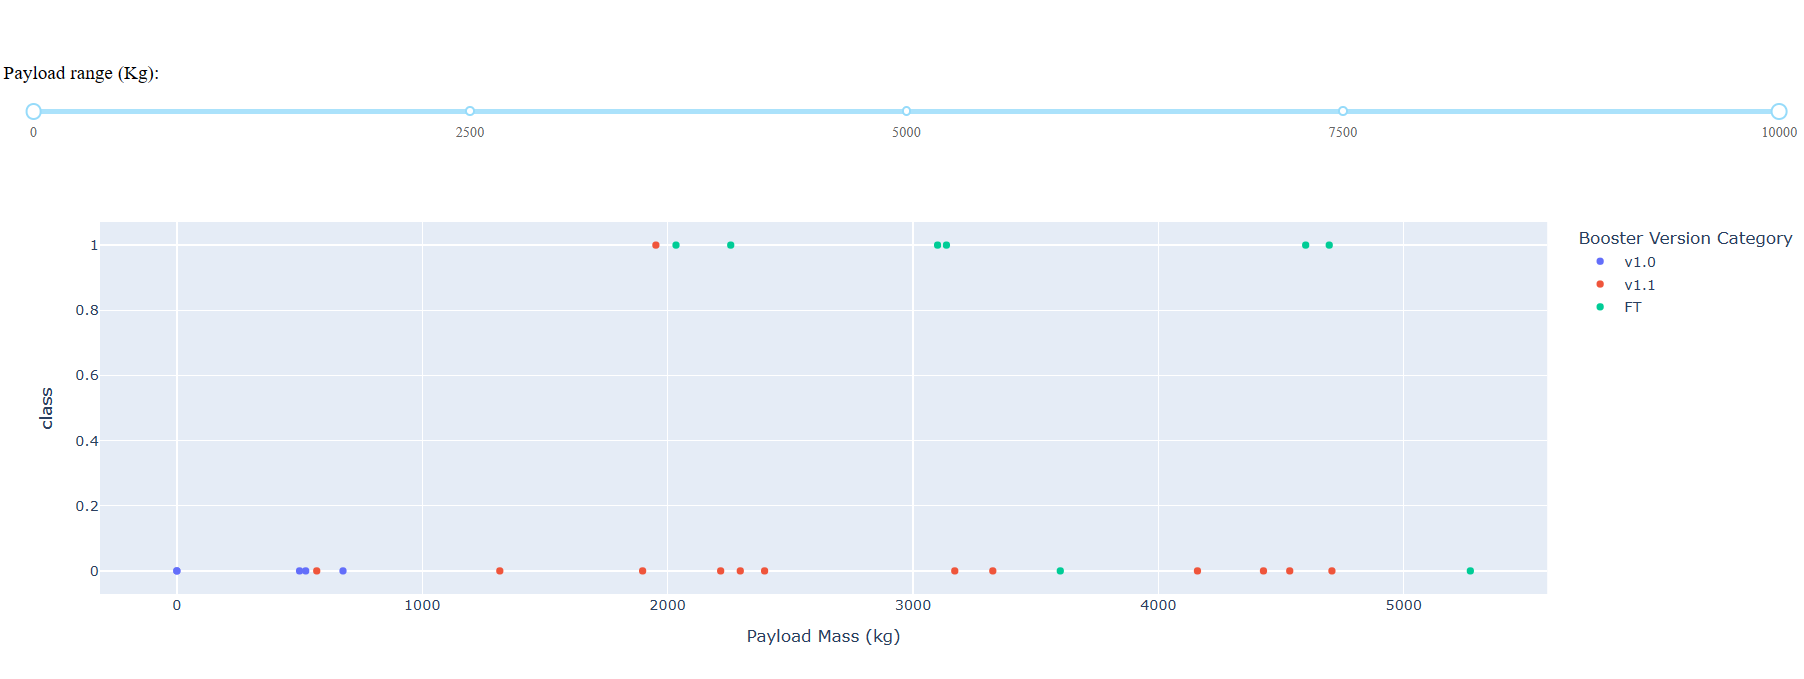 Payload range (Kg):
0 2500 5000 7500 10000
Booster Version Category
v1.0
v1.1
FT
1
0.8
0.6
0.4
0.2
0
class
0 1000 2000 3000 4000 5000
Payload Mass (kg)